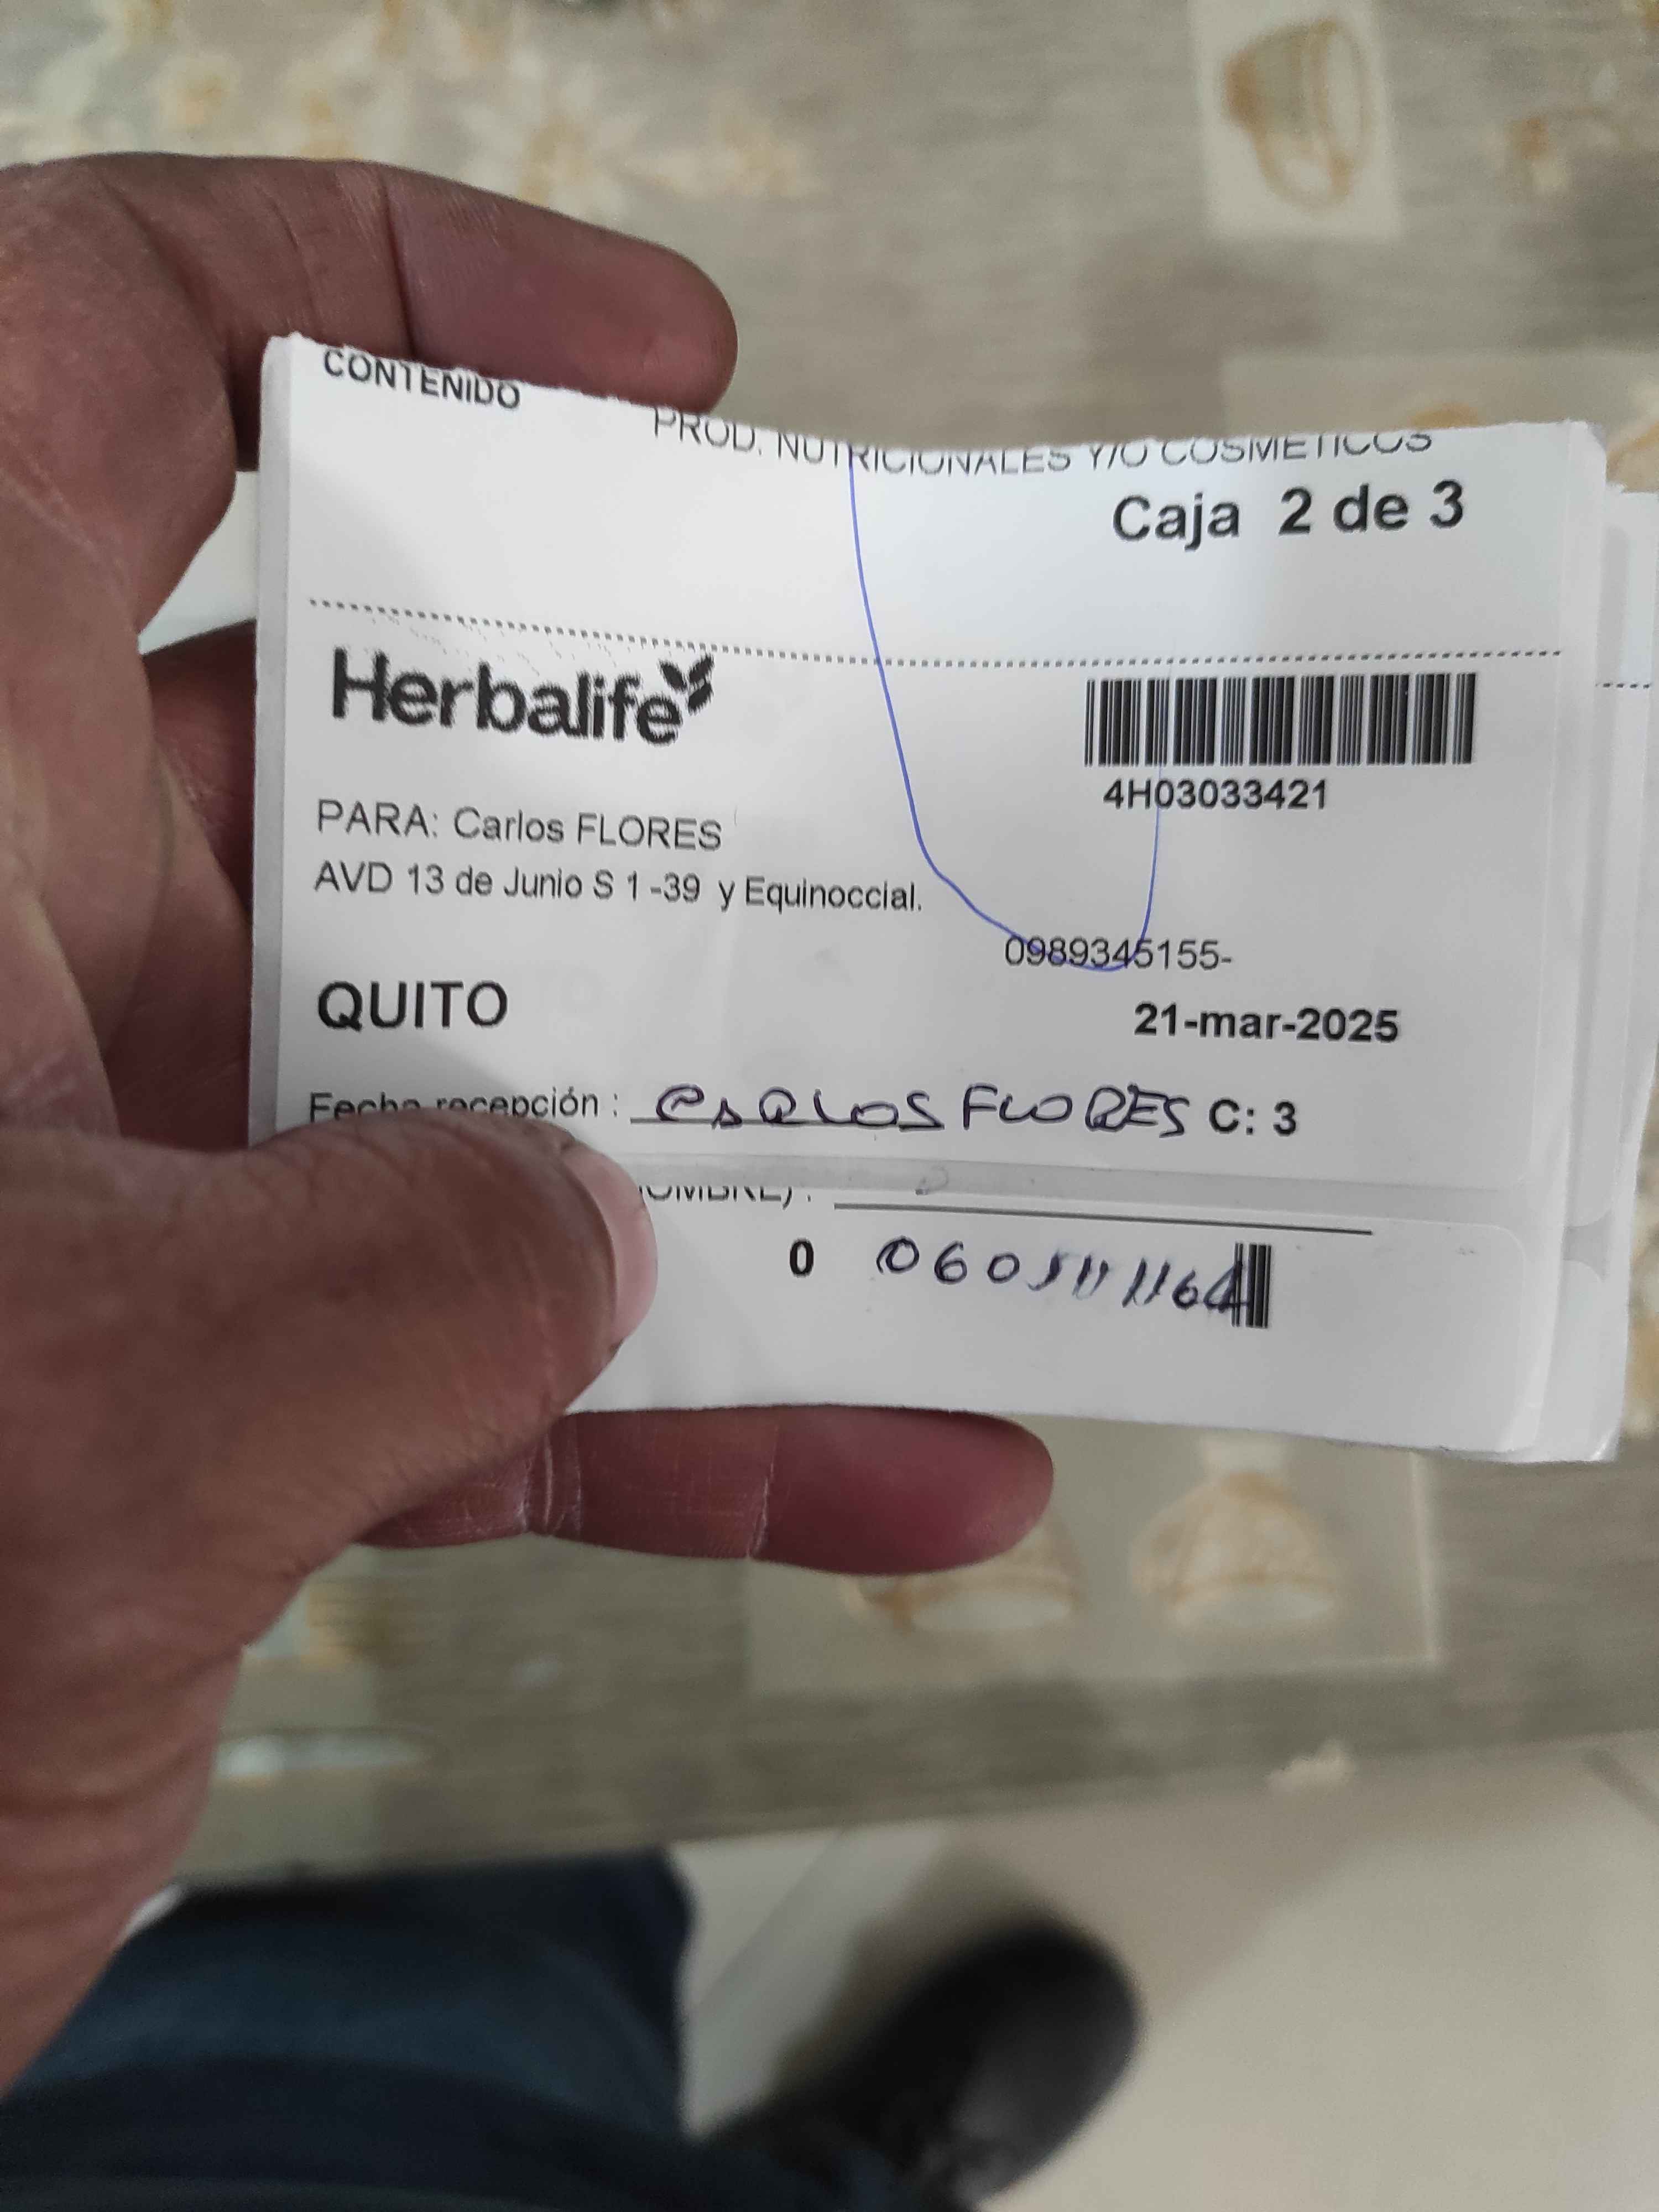 CONTENIDO
PROD. NUTRICIONALES Y/O COSMETICOS
Caja 2 de 3
Herbalife
4H03033421
PARA: Carlos FLORES
AVD 13 de Junio S 1 -39 y Equinoccial.
0989345155-
QUITO
21-mar-2025
Fecha recepción : CARLOS FLORES C: 3
0